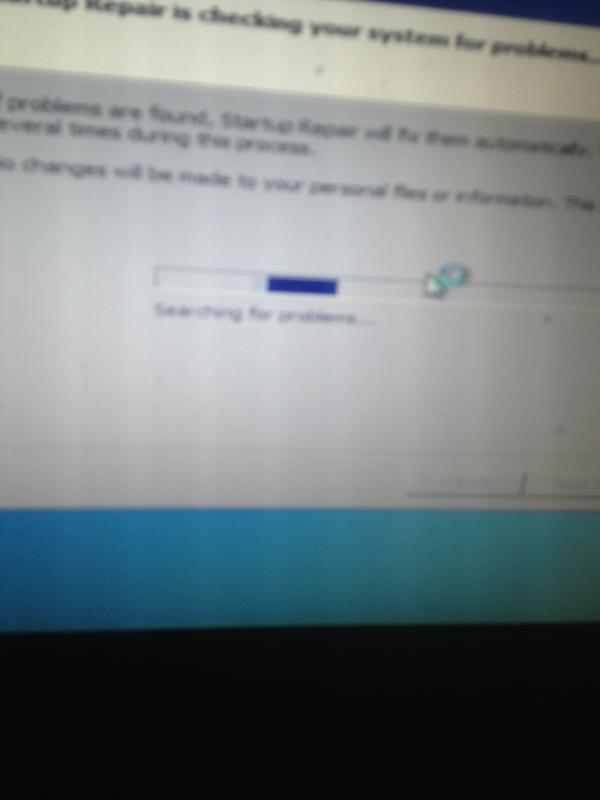 Startup Repair is checking your system for problems...
If problems are found, Startup Repair will fix them automatically.
several times during this process.
No changes will be made to your personal files or information. This
Searching for problems...